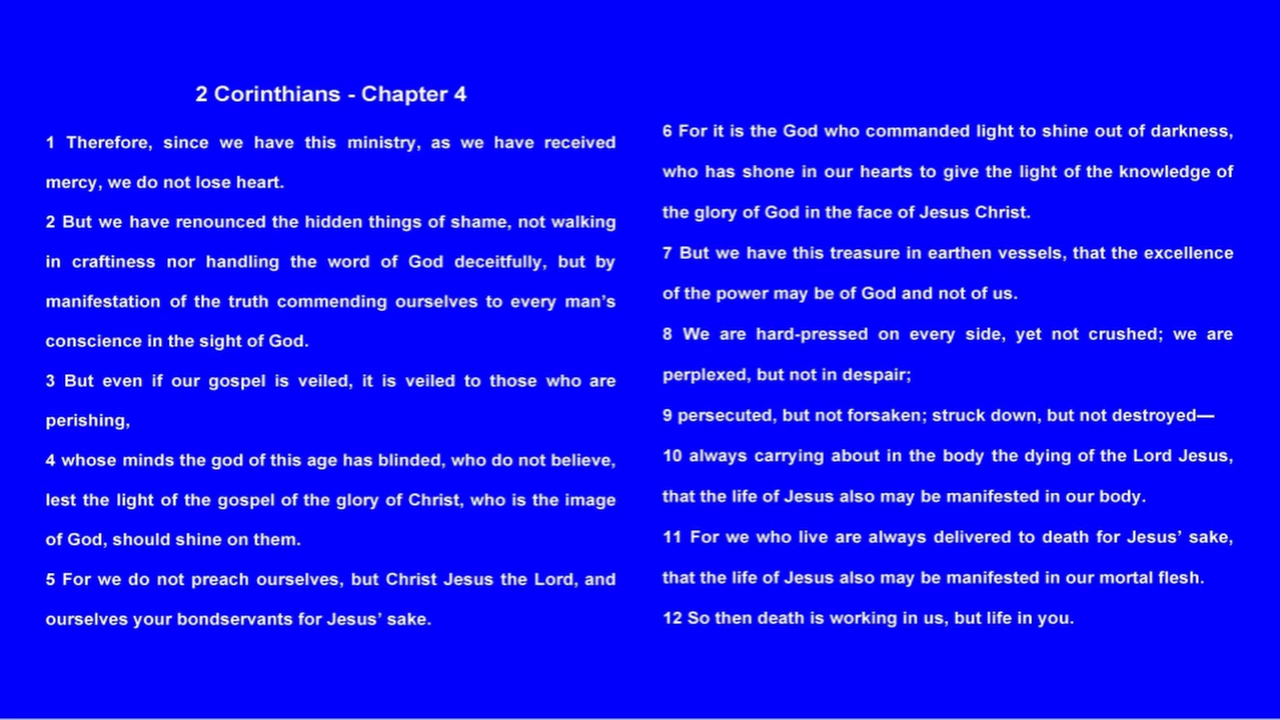 2 Corinthians - Chapter 4
1 Therefore, since we have this ministry, as we have received
mercy, we do not lose heart.
2 But we have renounced the hidden things of shame, not walking
in craftiness nor handling the word of God deceitfully, but by
manifestation of the truth commending ourselves to every man’s
conscience in the sight of God.
3 But even if our gospel is veiled, it is veiled to those who are
perishing,
4 whose minds the god of this age has blinded, who do not believe,
lest the light of the gospel of the glory of Christ, who is the image
of God, should shine on them.
5 For we do not preach ourselves, but Christ Jesus the Lord, and
ourselves your bondservants for Jesus’ sake.
6 For it is the God who commanded light to shine out of darkness,
who has shone in our hearts to give the light of the knowledge of
the glory of God in the face of Jesus Christ.
7 But we have this treasure in earthen vessels, that the excellence
of the power may be of God and not of us.
8 We are hard-pressed on every side, yet not crushed; we are
perplexed, but not in despair;
9 persecuted, but not forsaken; struck down, but not destroyed—
10 always carrying about in the body the dying of the Lord Jesus,
that the life of Jesus also may be manifested in our body.
11 For we who live are always delivered to death for Jesus’ sake,
that the life of Jesus also may be manifested in our mortal flesh.
12 So then death is working in us, but life in you.